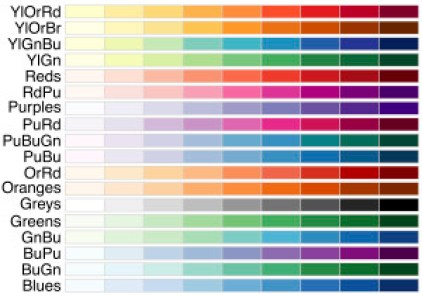 YlOrRd
YlOrBr
YlGnBu
YlGn
Reds
RdPu
Purples
PuRd
PuBuGn
PuBu
OrRd
Oranges
Greys
Greens
GnBu
BuPu
BuGn
Blues